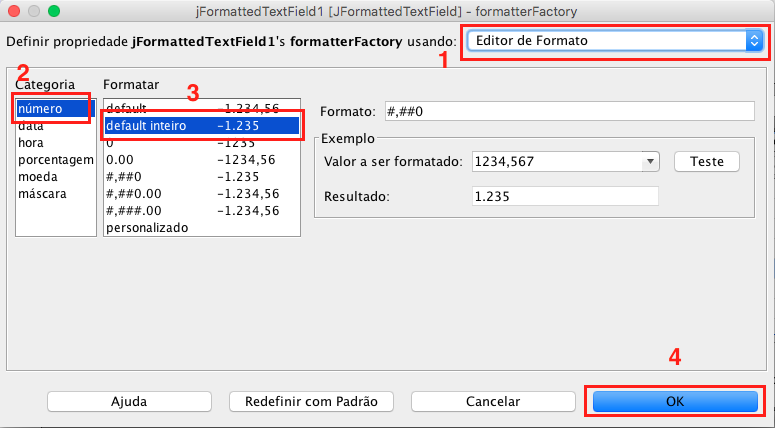 jFormattedTextField1 [JFormattedTextField] - formatterFactory
Definir propriedade jFormattedTextField1's formatterFactory usando: Editor de Formato
1
2
3
Categoria Formatar
número default -1.234,56
Formato: #,##0
data default inteiro -1.235
Exemplo
hora 0 -1235
porcentagem 0.00 -1234,56
Valor a ser formatado: 1234,567 Teste
moeda #,##0 -1.235
máscara #,##0.00 -1.234,56
Resultado: 1.235
#,###.00 -1.234,56
personalizado
4
Ajuda Redefinir com Padrão Cancelar OK